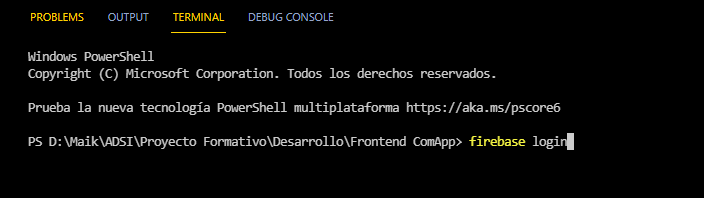 PROBLEMS OUTPUT TERMINAL DEBUG CONSOLE
Windows PowerShell
Copyright (C) Microsoft Corporation. Todos los derechos reservados.
Prueba la nueva tecnología PowerShell multiplataforma https://aka.ms/pscore6
PS D:\Maik\ADSI\Proyecto Formativo\Desarrollo\Frontend ComApp> firebase login